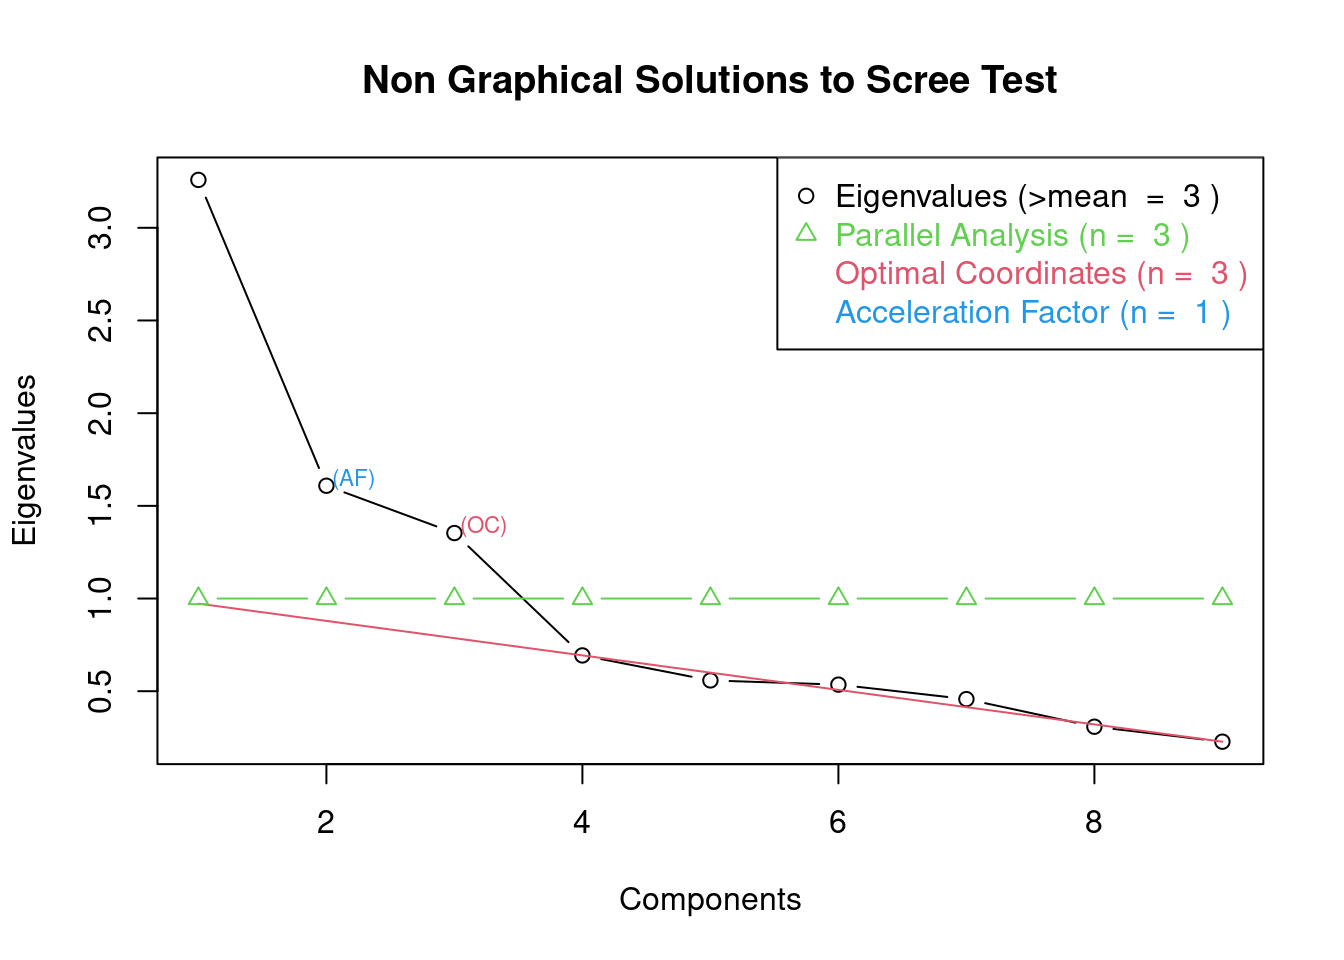 Non Graphical Solutions to Scree Test
Eigenvalues (>mean = 3 )
Parallel Analysis (n = 3 )
Optimal Coordinates (n = 3 )
Acceleration Factor (n = 1 )
(AF)
(OC)
Eigenvalues
3.0
2.5
2.0
1.5
1.0
0.5
2 4 6 8
Components